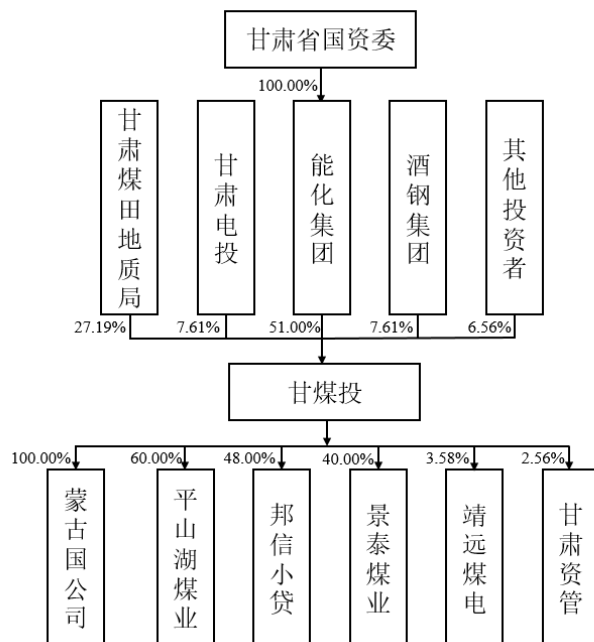 甘肃省国资委
100.00%
甘肃煤田地质局
甘肃电投
能化集团
酒钢集团
其他投资者
27.19%
7.61%
51.00%
7.61%
6.56%
甘煤投
100.00%
60.00%
48.00%
40.00%
3.58%
2.56%
蒙古国公司
平山湖煤业
邦信小贷
景泰煤业
靖远煤电
甘肃资管